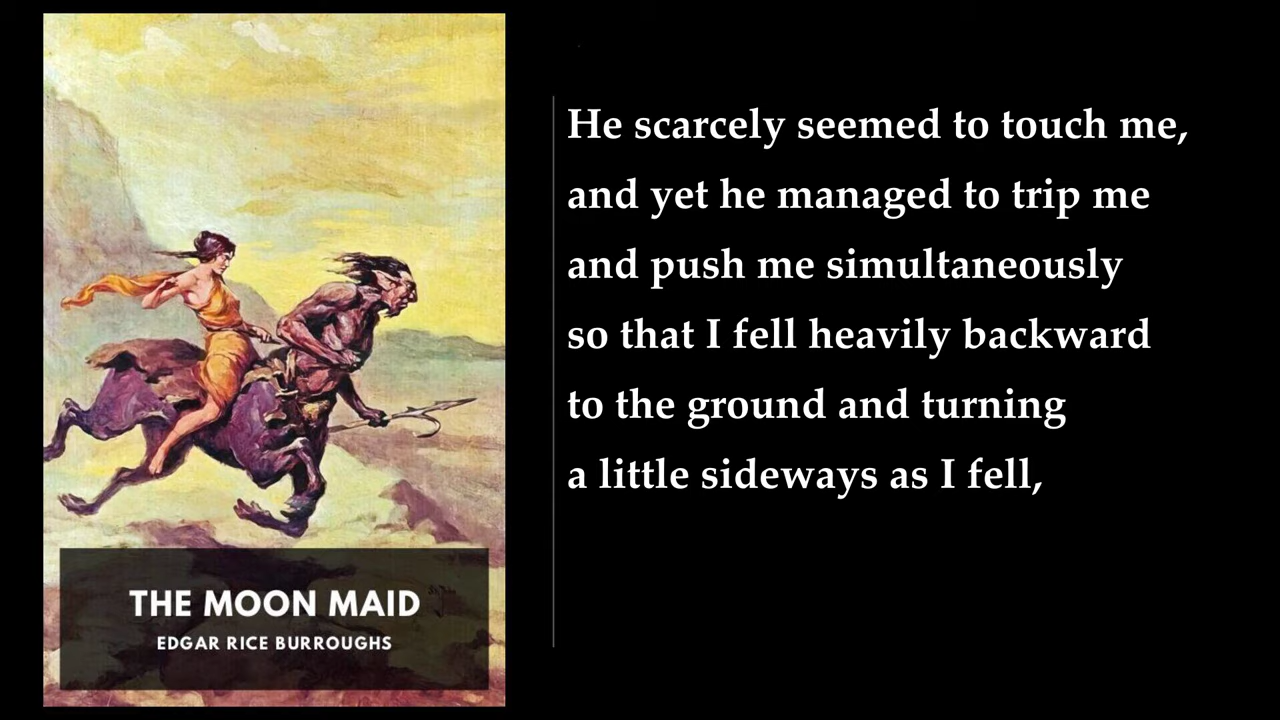 THE MOON MAID
EDGAR RICE BURROUGHS
He scarcely seemed to touch me,
and yet he managed to trip me
and push me simultaneously
so that I fell heavily backward
to the ground and turning
a little sideways as I fell,